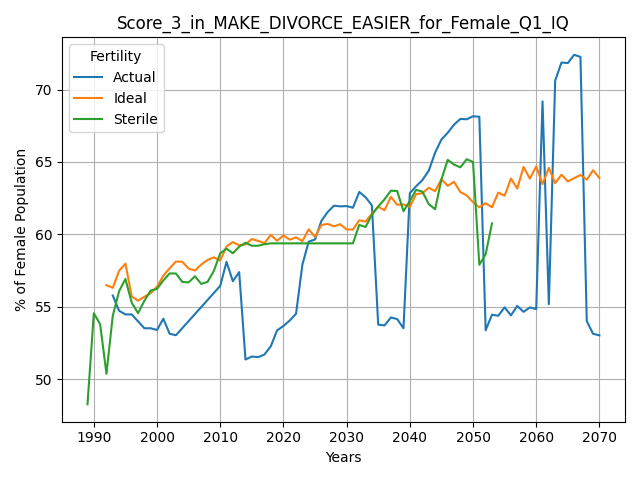 Score_3_in_MAKE_DIVORCE_EASIER_for_Female_Q1_IQ
Fertility
Actual
Ideal
Sterile
% of Female Population
70
65
60
55
50
1990 2000 2010 2020 2030 2040 2050 2060 2070
Years